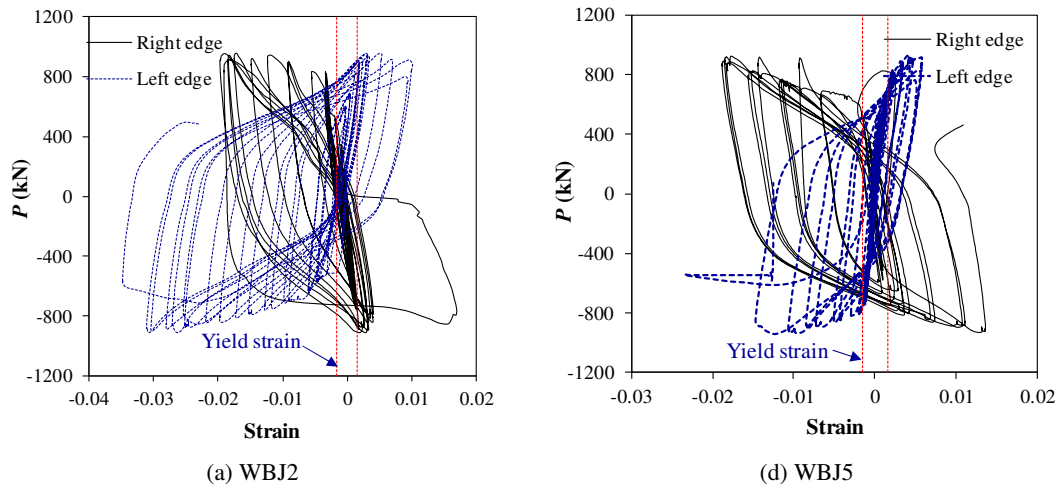 1200
800
400
0
-400
-800
-1200
P (kN)
Right edge
Left edge
Yield strain
-0.04 -0.03 -0.02 -0.01 0 0.01 0.02
Strain
(a) WBJ2
1200
800
400
0
-400
-800
-1200
P (kN)
Right edge
Left edge
Yield strain
-0.03 -0.02 -0.01 0 0.01 0.02
Strain
(d) WBJ5